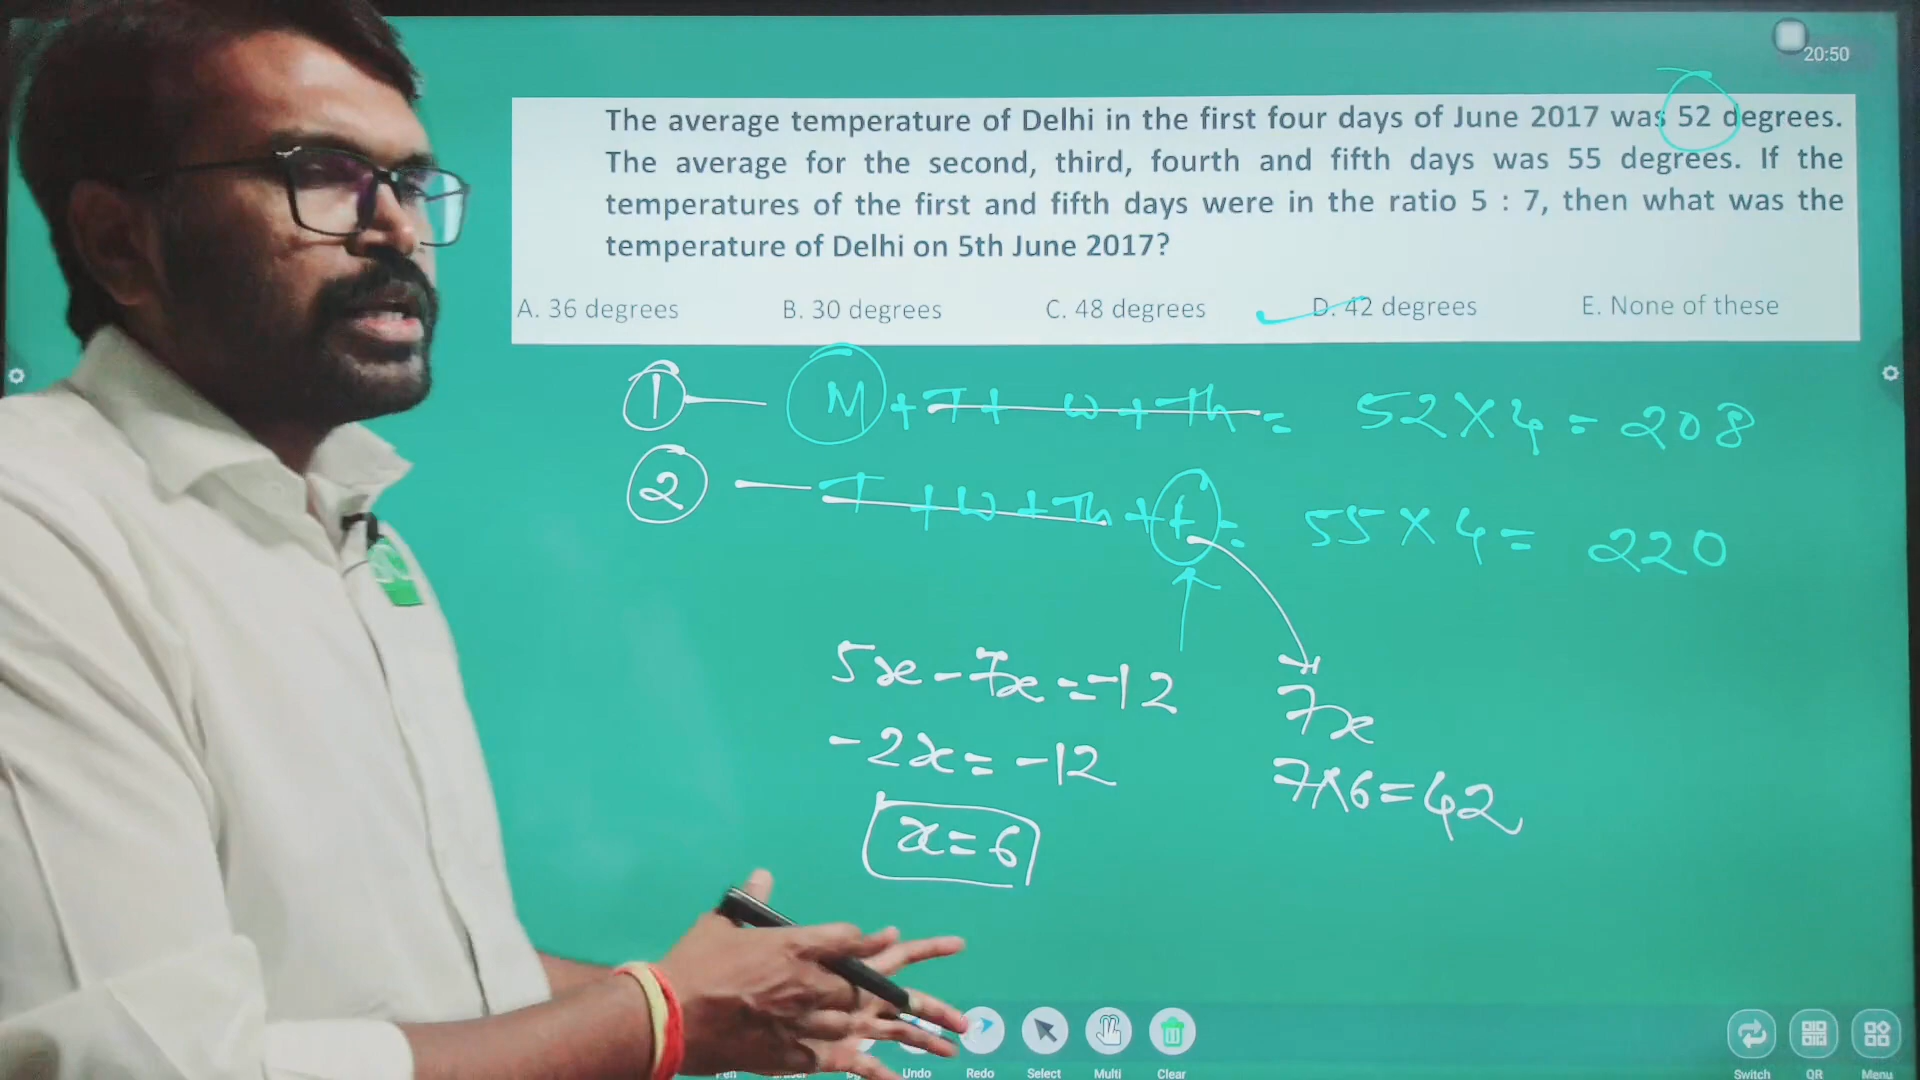 20:50
The average temperature of Delhi in the first four days of June 2017 was 52 degrees.
The average for the second, third, fourth and fifth days was 55 degrees. If the
temperatures of the first and fifth days were in the ratio 5 : 7, then what was the
temperature of Delhi on 5th June 2017?
A. 36 degrees B. 30 degrees C. 48 degrees D. 42 degrees E. None of these
1 — M + T + W + Th = 52 × 4 = 208
2 — T + W + Th + F = 55 × 4 = 220
5x - 7x = -12
7x
-2x = -12
7×6=42
x = 6
Undo Redo Select Multi Clear Switch QR Menu